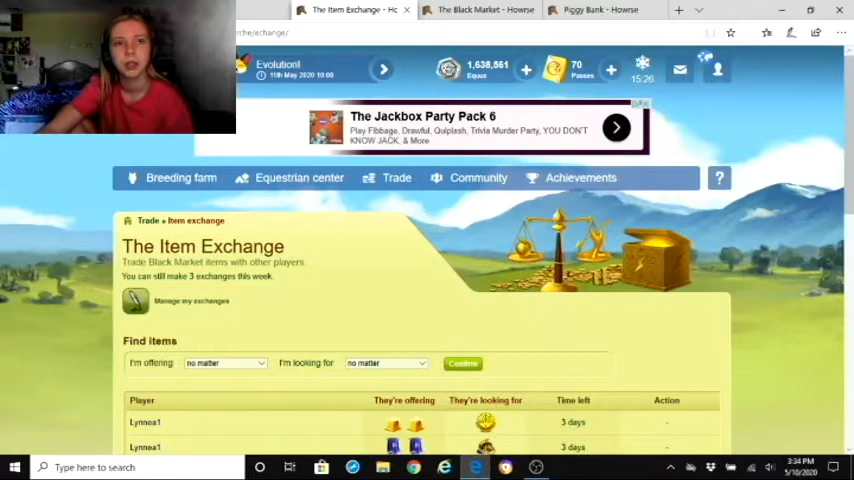 The Item Exchange - Ho
The Black Market - Howrse
Piggy Bank - Howrse
rche/echange/
Evolution!
11th May 2020 10:00
1,638,561
Equus
70
Passes
15:26
The Jackbox Party Pack 6
Play Fibbage, Drawful, Quiplash, Trivia Murder Party, YOU DON'T
KNOW JACK, & More
Breeding farm
Equestrian center
Trade
Community
Achievements
?
Trade » Item exchange
The Item Exchange
Trade Black Market items with other players.
You can still make 3 exchanges this week.
Manage my exchanges
Find items
I'm offering no matter I'm looking for no matter Confirm
Player They're offering They're looking for Time left Action
Lynnea1 3 days -
Lynnea1 3 days -
Type here to search
3:34 PM
5/10/2020